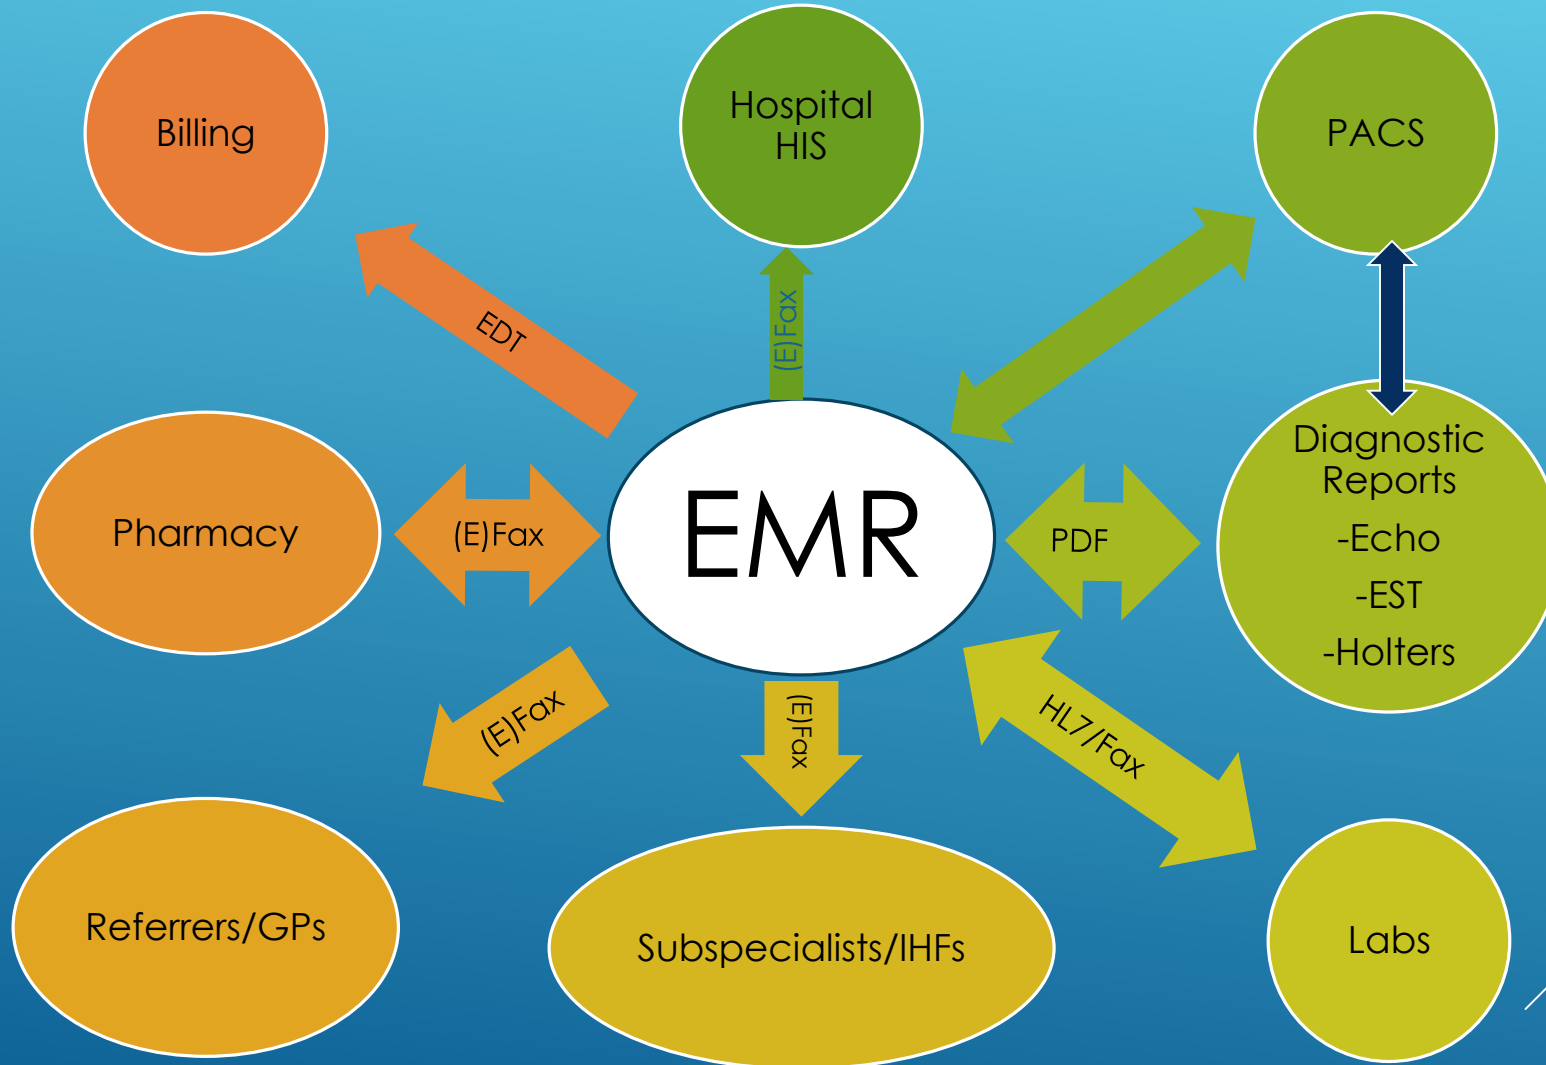 Billing
Hospital
HIS
PACS
EDT
(E)Fax
Pharmacy
(E)Fax
EMR
PDF
Diagnostic
Reports
-Echo
-EST
-Holters
(E)Fax
(E)Fax
HL7/Fax
Referrers/GPs
Subspecialists/IHFs
Labs